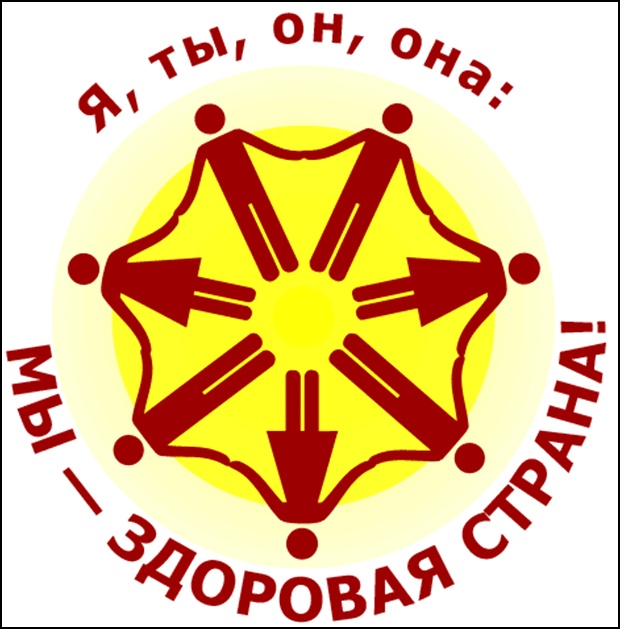 Я, ты, он, она:
МЫ — ЗДОРОВАЯ СТРАНА!